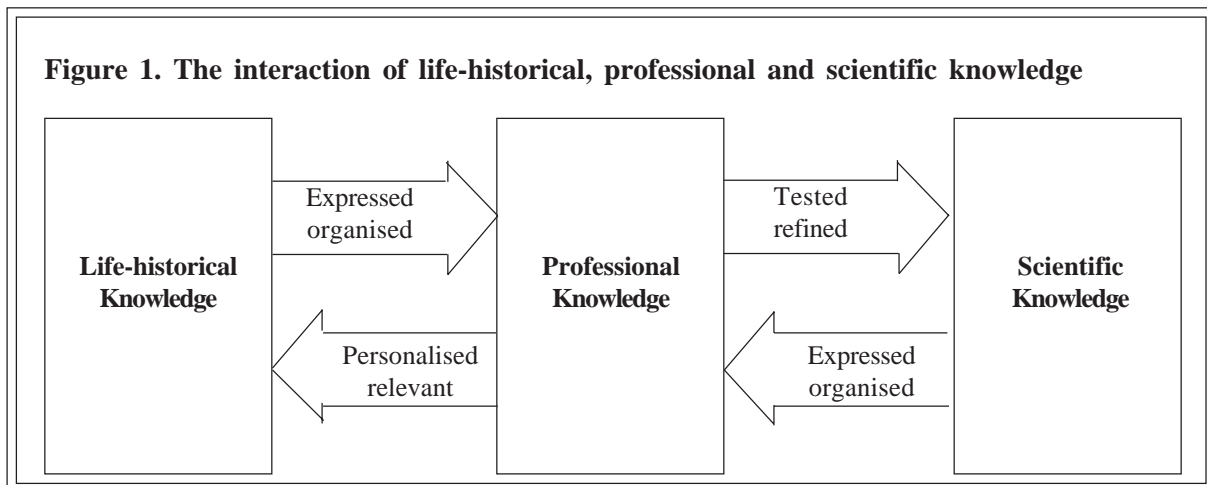 Figure 1. The interaction of life-historical, professional and scientific knowledge
Expressed
organised
Tested
refined
Life-historical
Knowledge
Professional
Knowledge
Scientific
Knowledge
Personalised
relevant
Expressed
organised